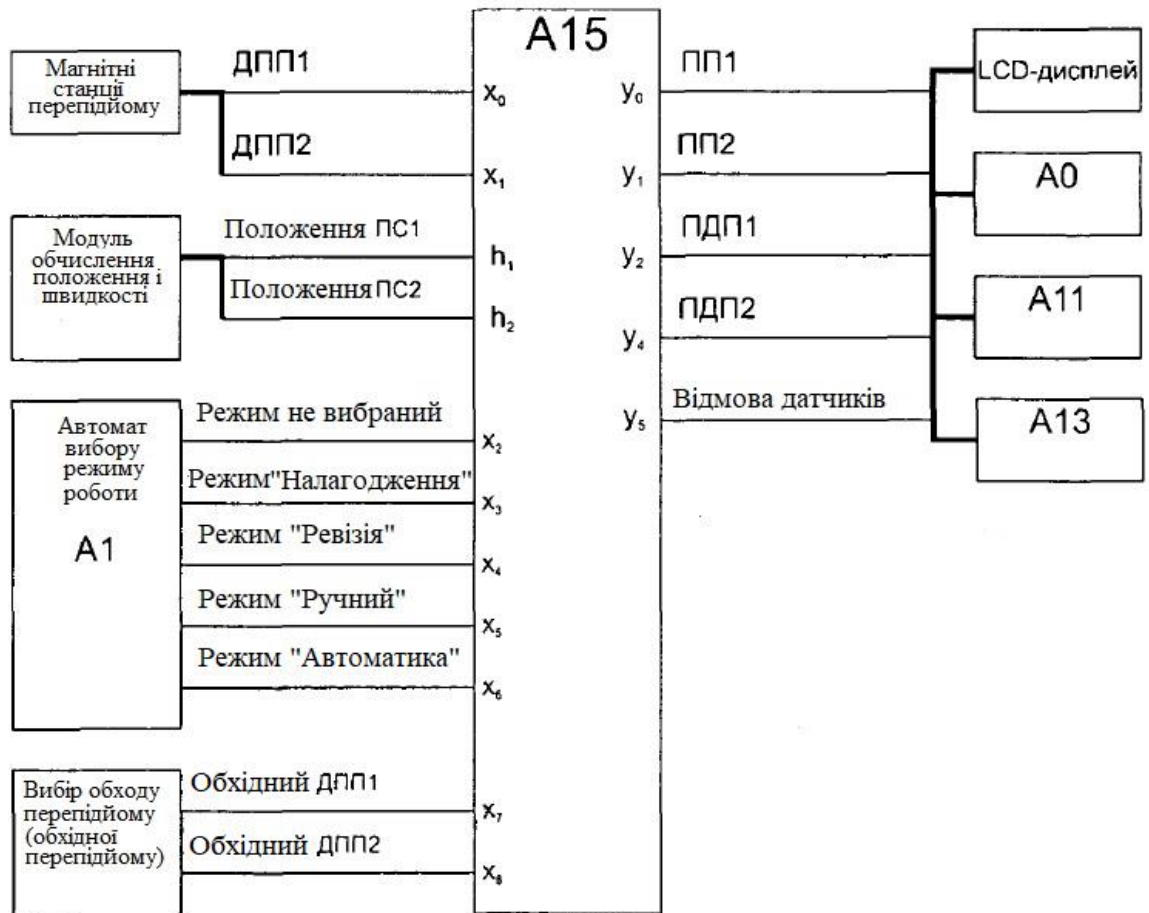 A15
Магнітні
станції
перепідйому
ДПП1
x₀
ДПП2
x₁
Модуль
обчислення
положення і
швидкості
Положення ПС1
h₁
Положення ПС2
h₂
Автомат
вибору
режиму
роботи
A1
Режим не вибраний
x₂
Режим"Налагодження"
x₃
Режим "Ревізія"
x₄
Режим "Ручний"
x₅
Режим "Автоматика"
x₆
Вибір обходу
перепідйому
(обхідної
перепідйому)
Обхідний ДПП1
x₇
Обхідний ДПП2
x₈
y₀
ПП1
y₁
ПП2
y₂
ПДП1
y₄
ПДП2
y₅
Відмова датчиків
LCD-дисплей
A0
A11
A13